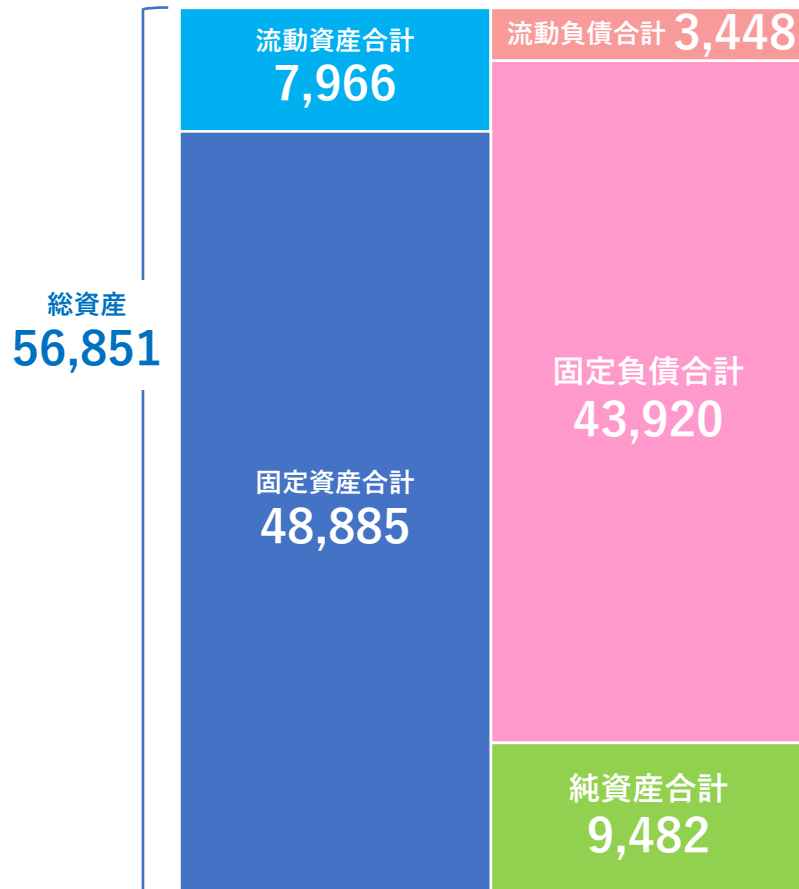 流動資産合計
7,966
流動負債合計 3,448
総資産
56,851
固定負債合計
43,920
固定資産合計
48,885
純資産合計
9,482